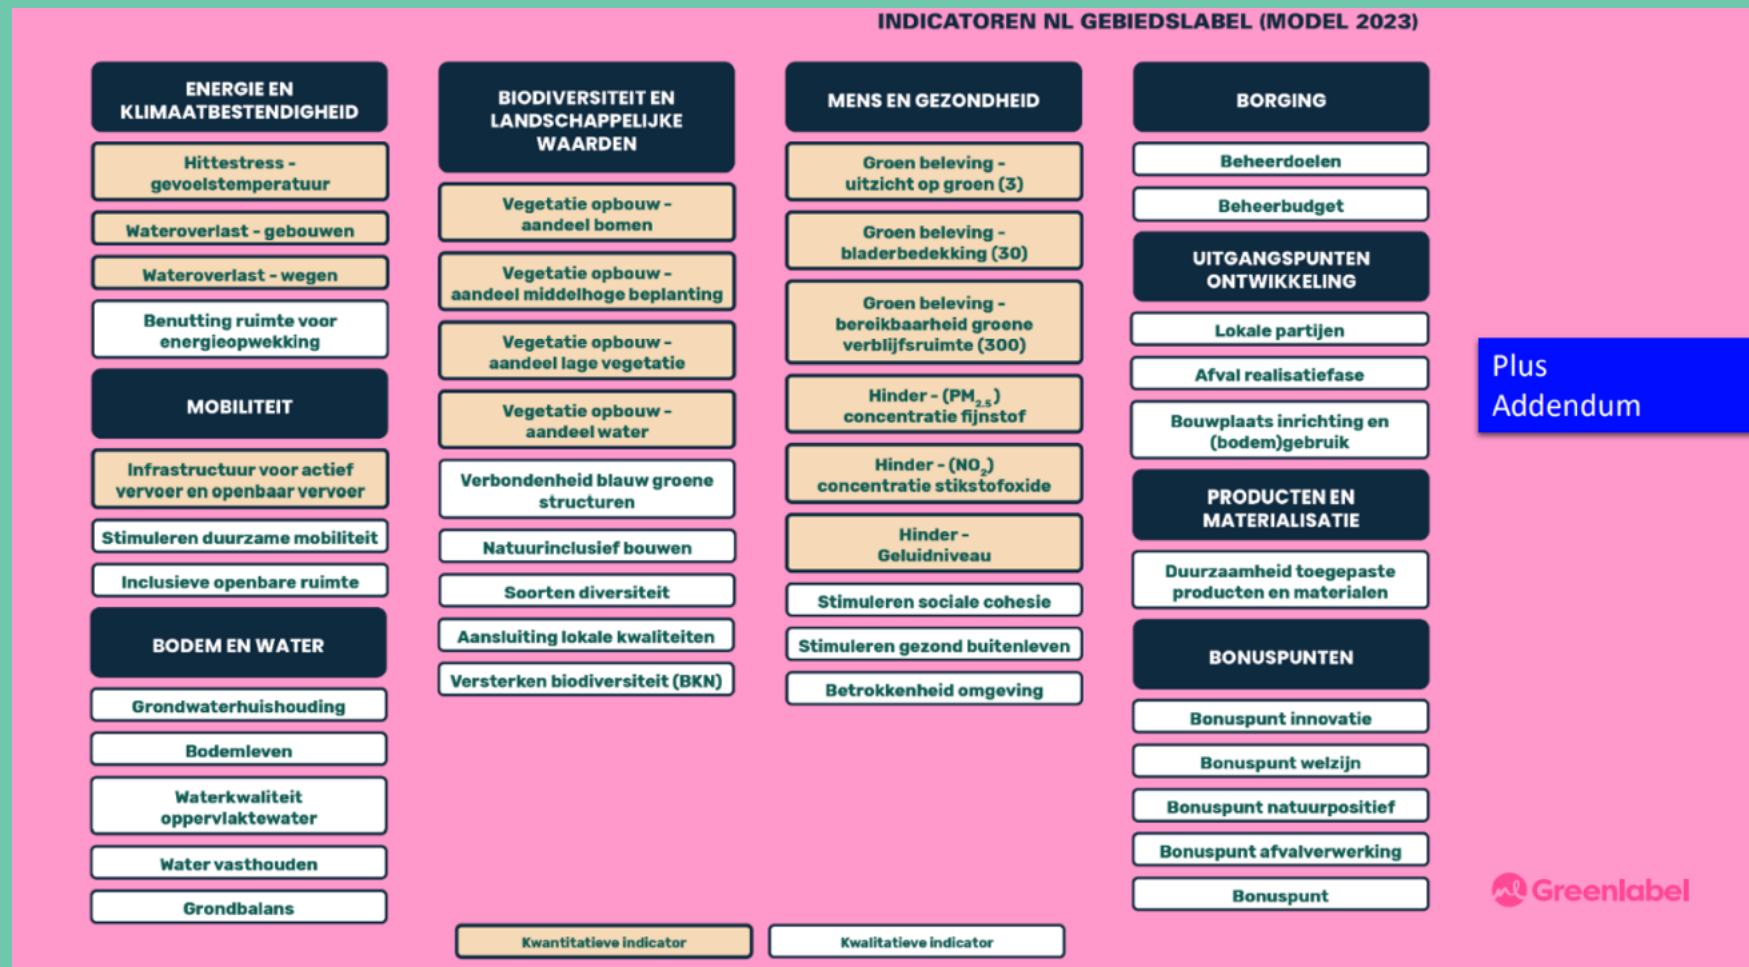 INDICATOREN NL GEBIEDSLABEL (MODEL 2023)
ENERGIE EN
KLIMAATBESTENDIGHEID
Hittestress -
gevoelstemperatuur
Wateroverlast - gebouwen
Wateroverlast - wegen
Benutting ruimte voor
energieopwekking
MOBILITEIT
Infrastructuur voor actief
vervoer en openbaar vervoer
Stimuleren duurzame mobiliteit
Inclusieve openbare ruimte
BODEM EN WATER
Grondwaterhuishouding
Bodemleven
Waterkwaliteit
oppervlaktewater
Water vasthouden
Grondbalans
BIODIVERSITEIT EN
LANDSCHAPPELIJKE
WAARDEN
Vegetatie opbouw -
aandeel bomen
Vegetatie opbouw -
aandeel middelhoge beplanting
Vegetatie opbouw -
aandeel lage vegetatie
Vegetatie opbouw -
aandeel water
Verbondenheid blauw groene
structuren
Natuurinclusief bouwen
Soorten diversiteit
Aansluiting lokale kwaliteiten
Versterken biodiversiteit (BKN)
MENS EN GEZONDHEID
Groen beleving -
uitzicht op groen (3)
Groen beleving -
bladerbedekking (30)
Groen beleving -
bereikbaarheid groene
verblijfsruimte (300)
Hinder - (PM2.5)
concentratie fijnstof
Hinder - (NO2)
concentratie stikstofoxide
Hinder -
Geluidniveau
Stimuleren sociale cohesie
Stimuleren gezond buitenleven
Betrokkenheid omgeving
BORGING
Beheerdoelen
Beheerbudget
UITGANGSPUNTEN
ONTWIKKELING
Lokale partijen
Afval realisatiefase
Bouwplaats inrichting en
(bodem)gebruik
PRODUCTEN EN
MATERIALISATIE
Duurzaamheid toegepaste
producten en materialen
BONUSPUNTEN
Bonuspunt innovatie
Bonuspunt welzijn
Bonuspunt natuurpositief
Bonuspunt afvalverwerking
Bonuspunt
Plus
Addendum
nl Greenlabel
Kwantitatieve indicator
Kwalitatieve indicator